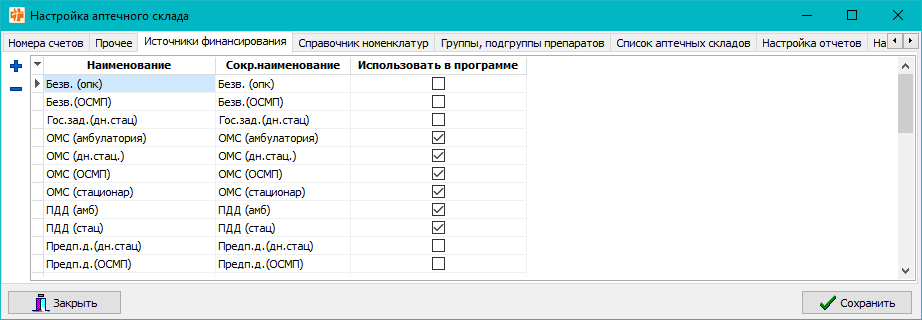 Настройка аптечного склада
Номера счетов Прочее Источники финансирования Справочник номенклатур Группы, подгруппы препаратов Список аптечных складов Настройка отчетов На
Наименование Сокр.наименование Использовать в программе
Безв. (опк) Безв. (опк)
Безв.(ОСМП) Безв.(ОСМП)
Гос.зад.(дн.стац) Гос.зад.(дн.стац)
ОМС (амбулатория) ОМС (амбулатория)
ОМС (дн.стац.) ОМС (дн.стац.)
ОМС (ОСМП) ОМС (ОСМП)
ОМС (стационар) ОМС (стационар)
ПДД (амб) ПДД (амб)
ПДД (стац) ПДД (стац)
Предп.д.(дн.стац) Предп.д.(дн.стац)
Предп.д.(ОСМП) Предп.д.(ОСМП)
Закрыть Сохранить